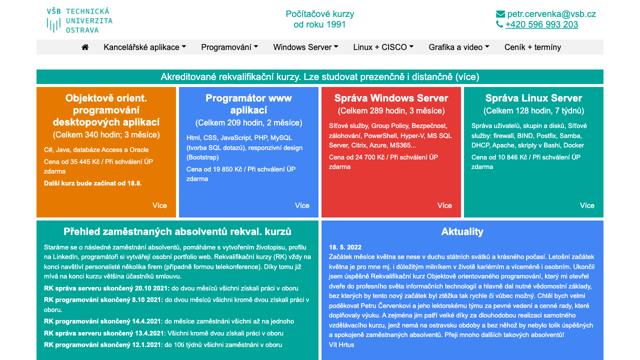 VŠB TECHNICKÁ
UNIVERZITA
OSTRAVA
Počítačové kurzy
od roku 1991
petr.cervenka@vsb.cz
+420 596 993 203
Kancelářské aplikace Programování Windows Server Linux + CISCO Grafika a video Ceník + termíny
Akreditované rekvalifikační kurzy. Lze studovat prezenčně i distančně (více)
Objektově orient.
programování
desktopových aplikací
(Celkem 340 hodin; 3 měsíce)
C#, Java, databáze Access a Oracle
Cena od 35 445 Kč / Při schválení ÚP
zdarma
Další kurz bude začínat od 18.8.
Více
Programátor www
aplikací
(Celkem 209 hodin, 2 měsíce)
Html, CSS, JavaScript, PHP, MySQL
(tvorba SQL dotazů), responzivní design
(Bootstrap)
Cena od 19 850 Kč / Při schválení ÚP
zdarma
Více
Správa Windows Server
(Celkem 289 hodin, 3 měsíce)
Síťové služby, Group Policy, Bezpečnost,
zálohování, PowerShell, Hyper-V, MS SQL
Server, Citrix, Azure, MS365...
Cena od 24 700 Kč / Při schválení ÚP
zdarma
Více
Správa Linux Server
(Celkem 128 hodin, 7 týdnů)
Správa uživatelů, skupin a disků, Síťové
služby: firewall, BIND, Postfix, Samba,
DHCP, Apache, skripty v Bashi, Docker
Cena od 10 846 Kč / Při schválení ÚP
zdarma
Více
Přehled zaměstnaných absolventů rekval. kurzů
Staráme se o následné zaměstnání absolventů, pomáháme s vytvořením životopisu, profilu
na Linkedin, programátoři si vytvářejí osobní portfolio web. Rekvalifikační kurzy (RK) vždy na
konci navštíví personalisté několika firem (případně formou telekonference). Díky tomu již
mívá na konci kurzu většina účastníků smlouvu.
RK správa serveru skončený 20.10 2021: do dvou měsíců všichni získali práci v oboru
RK programování skončený 8.10 2021: do dvou měsíců všichni kromě dvou získali práci v
oboru.
RK programování skončený 14.4.2021: do měsíce zaměstnáni všichni až na jednoho
RK správa serveru skončený 13.4.2021: Všichni kromě dvou získali práci v oboru
RK programování skončený 12.1.2021: do 10ti týdnů všichni zaměstnáni v oboru
Aktuality
18. 5. 2022
Začátek měsíce května se nese v duchu státních svátků a krásného počasí. Letošní začátek
května je pro mne mj. i důležitým milníkem v životě kariérním a víceméně i osobním. Ukončil
jsem úspěšně Rekvalifikační kurz Objektově orientovaného programování, který mi otevřel
dveře do profesního světa informačních technologií a hlavně dal nutné vědomostní základy,
bez kterých by tento nový začátek byl ztěžka tak rychle či vůbec možný. Chtěl bych velmi
poděkovat Petru Červenkovi a jeho lektorskému týmu za pevné vedení a cenné rady, které
doplňovaly výuku. A zejména jim patří velké díky za dlouhodobou realizaci samotného
vzdělávacího kurzu, jenž nemá na ostravsku obdoby a bez něhož by nebylo tolik úspěšných
a spokojeně zaměstnaných absolventů. Přeji mnoho dalších takových absolventů!
Vít Hrtus